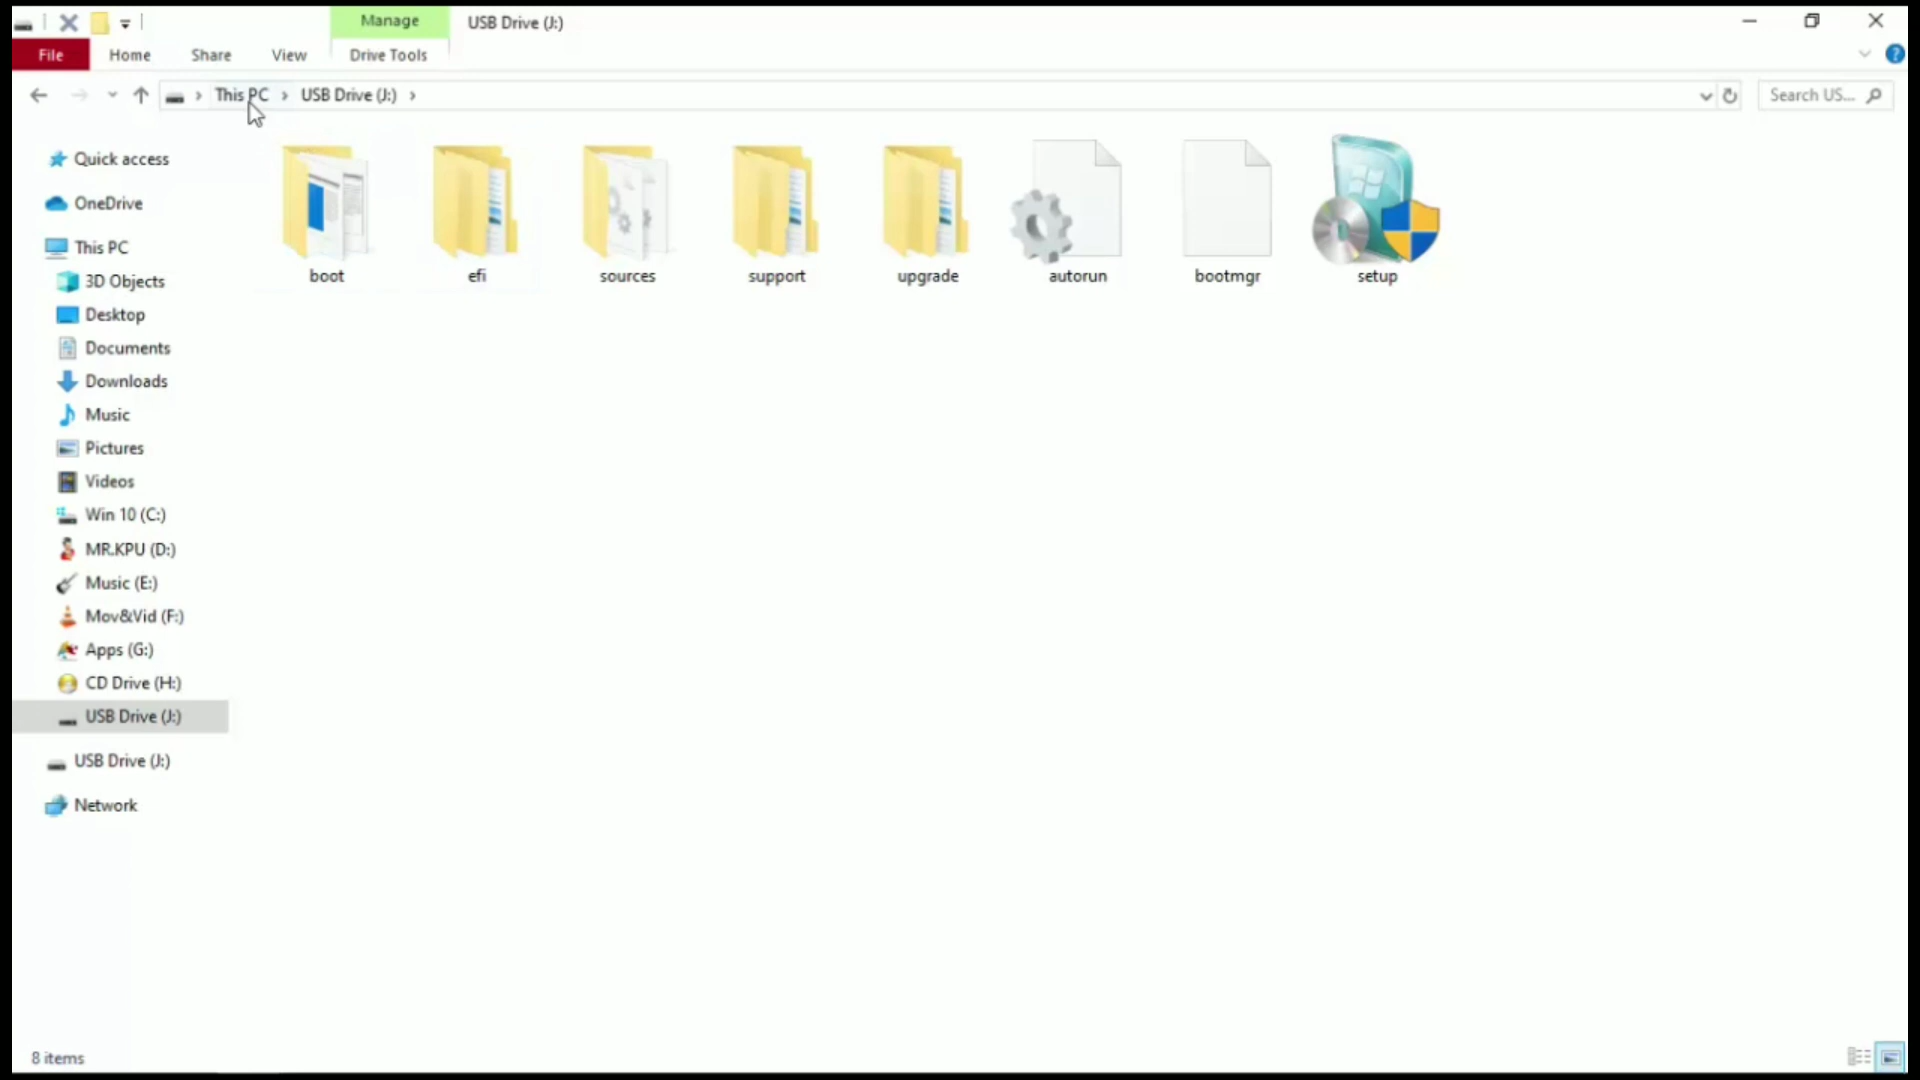 Manage
USB Drive (J:)
File
Home
Share
View
Drive Tools
This PC
USB Drive (J:)
Search US...
Quick access
OneDrive
This PC
3D Objects
Desktop
Documents
Downloads
Music
Pictures
Videos
Win 10 (C:)
MR.KPU (D:)
Music (E:)
Mov&Vid (F:)
Apps (G:)
CD Drive (H:)
USB Drive (J:)
USB Drive (J:)
Network
boot
efi
sources
support
upgrade
autorun
bootmgr
setup
8 items